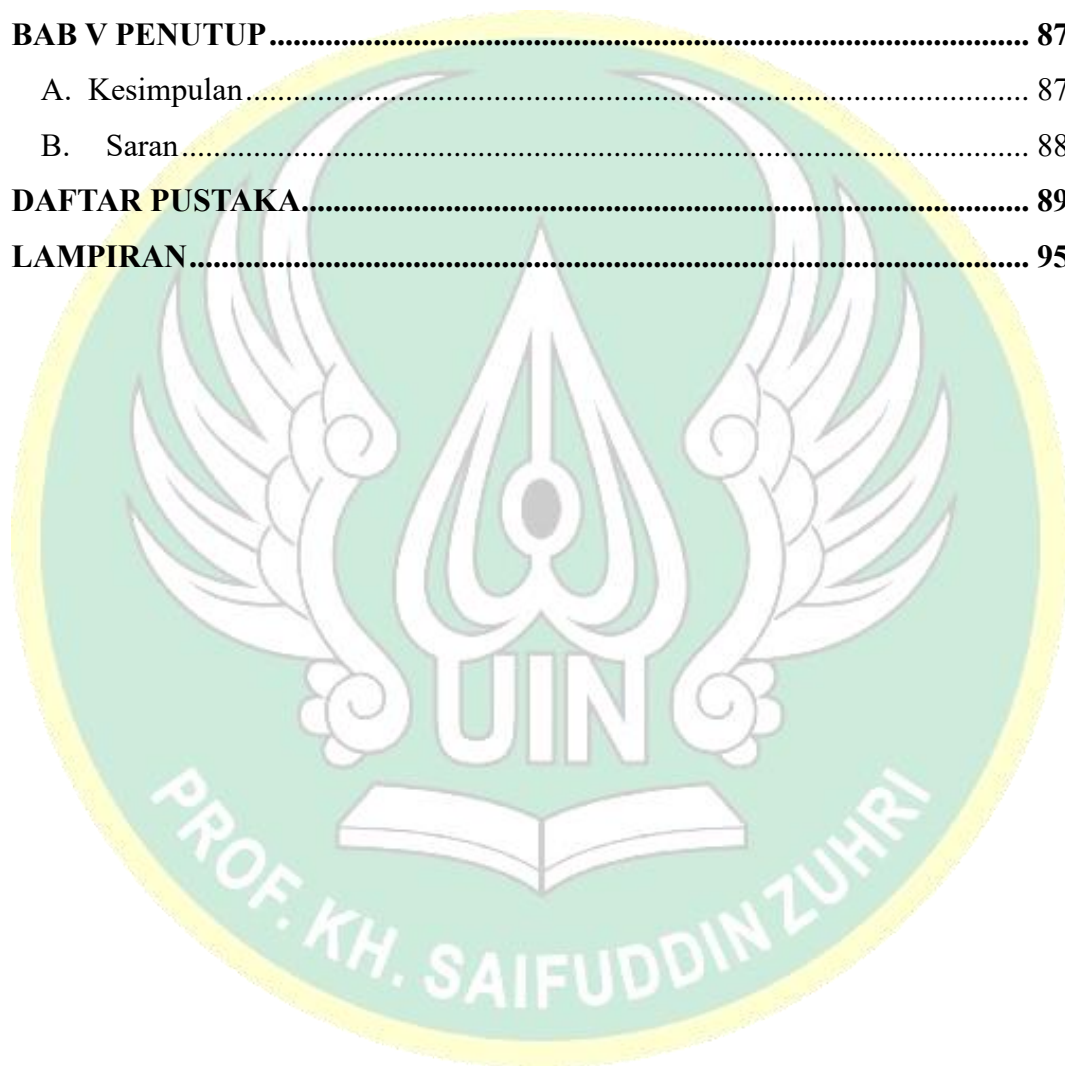 BAB V PENUTUP........................................................................................... 87
A. Kesimpulan................................................................................................. 87
B. Saran......................................................................................................... 88
DAFTAR PUSTAKA....................................................................................... 89
LAMPIRAN..................................................................................................... 95
UIN
PROF. KH. SAIFUDDIN ZUHRI